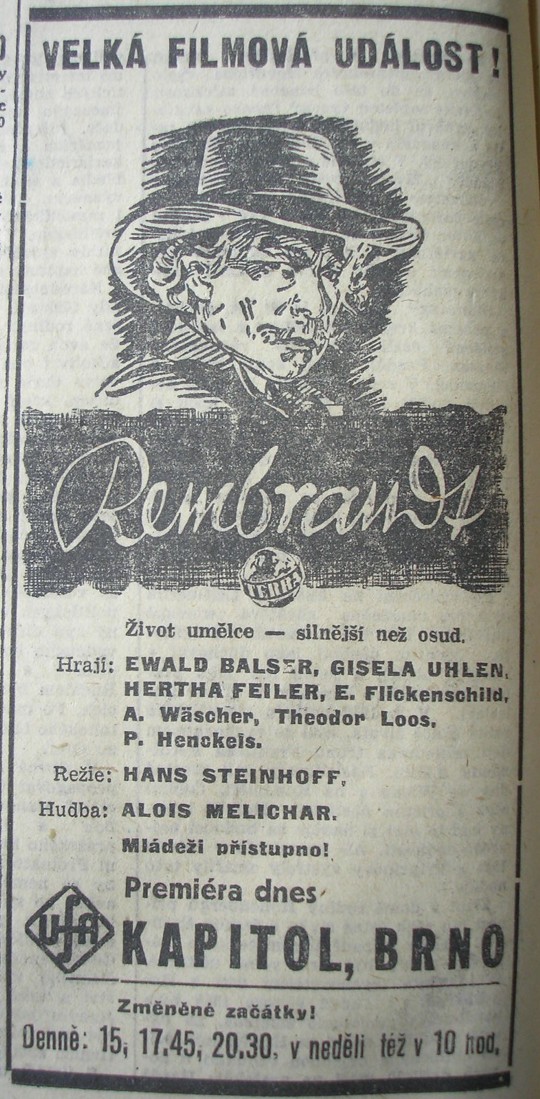 VELKÁ FILMOVÁ UDÁLOST!
Rembrandt
TERRA
Život umělce — silnější než osud.
Hrají: EWALD BALSER, GISELA UHLEN,
HERTHA FEILER, E. Flickenschild,
A. Wäscher, Theodor Loos,
P. Henckels.
Režie: HANS STEINHOFF,
Hudba: ALOIS MELICHAR.
Mládeži přístupno!
Premiéra dnes
UfA KAPITOL, BRNO
Změněné začátky!
Denně: 15, 17.45, 20.30, v neděli též v 10 hod.